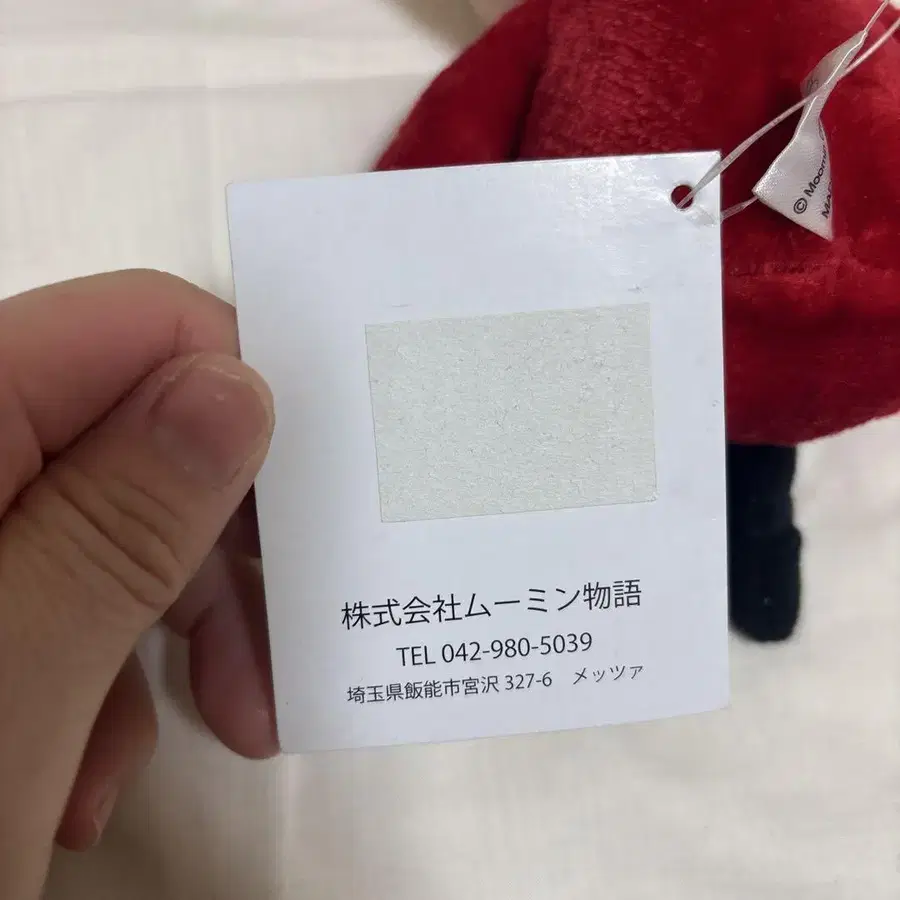 © Moomin
株式会社ムーミン物語
TEL 042-980-5039
埼玉県飯能市宮沢 327-6　メッツァ